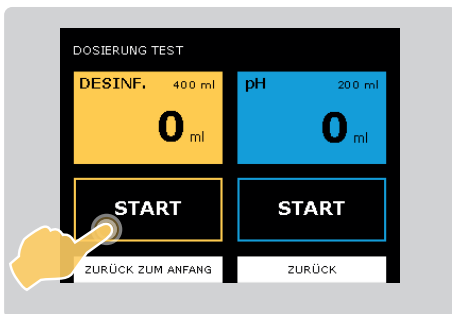 DOSIERUNG TEST
DESINF. 400 ml
0 ml
pH 200 ml
0 ml
START
START
ZURÜCK ZUM ANFANG
ZURÜCK